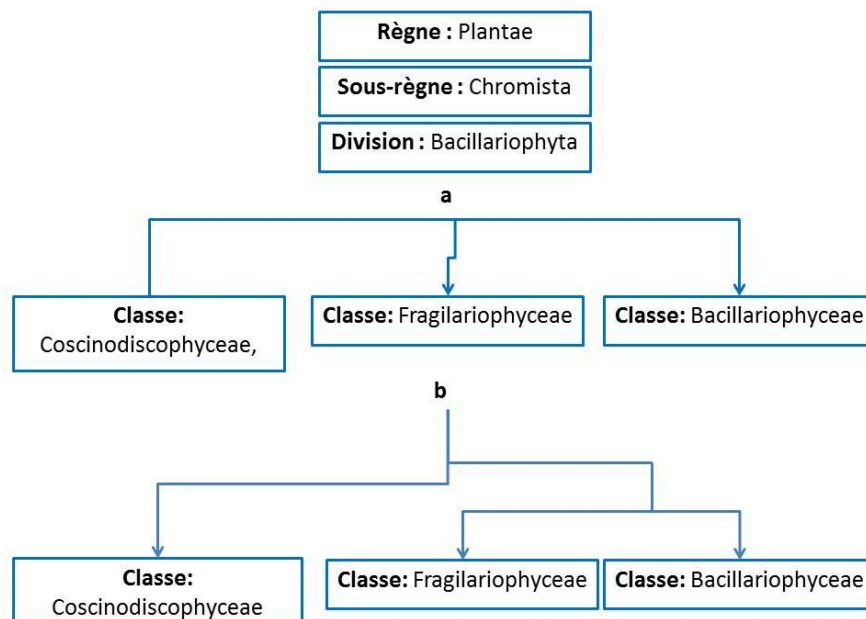 Règne : Plantae
Sous-règne : Chromista
Division : Bacillariophyta
a
Classe:
Coscinodiscophyceae,
Classe: Fragilariophyceae
Classe: Bacillariophyceae
b
Classe:
Coscinodiscophyceae
Classe: Fragilariophyceae
Classe: Bacillariophyceae